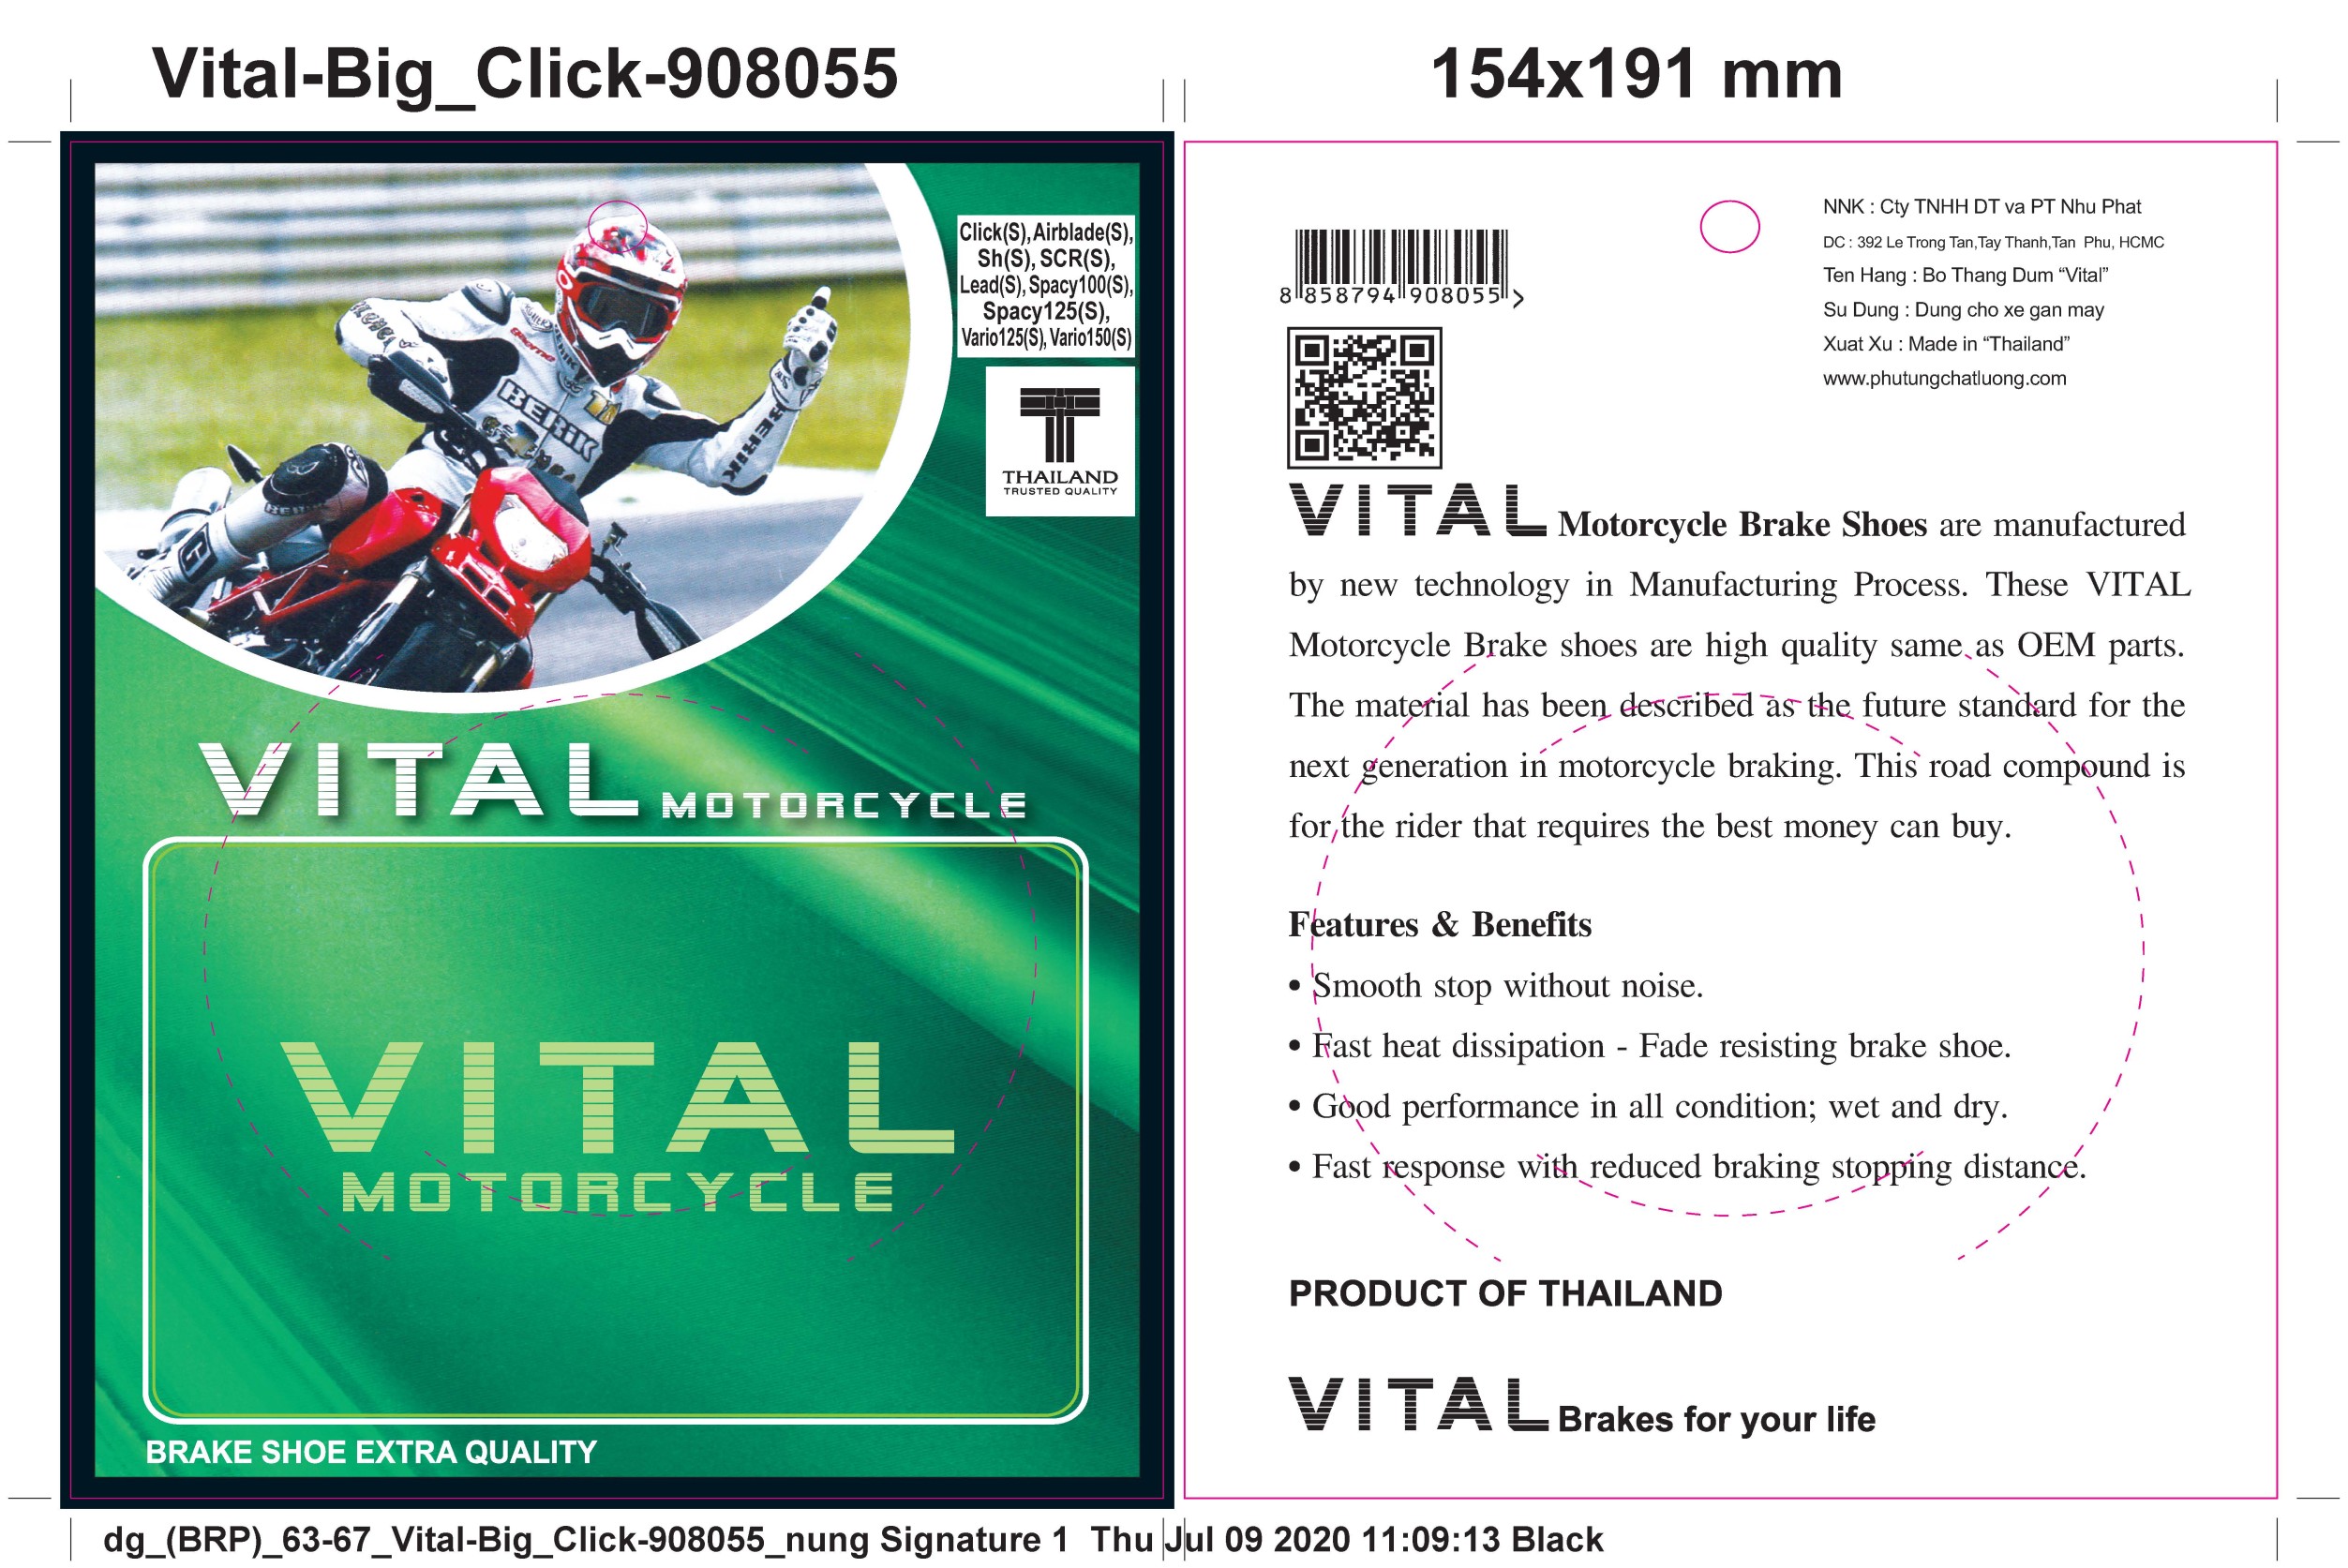 Vital-Big_Click-908055
154x191 mm
Click(S), Airblade(S),
Sh(S), SCR(S),
Lead(S), Spacy100(S),
Spacy125(S),
Vario125(S), Vario150(S)
THAILAND
TRUSTED QUALITY
BERIK
BERIK
VITAL MOTORCYCLE
VITAL
MOTORCYCLE
BRAKE SHOE EXTRA QUALITY
8 858794 908055 >
NNK : Cty TNHH DT va PT Nhu Phat
DC : 392 Le Trong Tan,Tay Thanh,Tan Phu, HCMC
Ten Hang : Bo Thang Dum “Vital”
Su Dung : Dung cho xe gan may
Xuat Xu : Made in “Thailand”
www.phutungchatluong.com
VITAL Motorcycle Brake Shoes are manufactured
by new technology in Manufacturing Process. These VITAL
Motorcycle Brake shoes are high quality same as OEM parts.
The material has been described as the future standard for the
next generation in motorcycle braking. This road compound is
for the rider that requires the best money can buy.
Features & Benefits
• Smooth stop without noise.
• Fast heat dissipation - Fade resisting brake shoe.
• Good performance in all condition; wet and dry.
• Fast response with reduced braking stopping distance.
PRODUCT OF THAILAND
VITAL Brakes for your life
dg_(BRP)_63-67_Vital-Big_Click-908055_nung Signature 1 Thu Jul 09 2020 11:09:13 Black